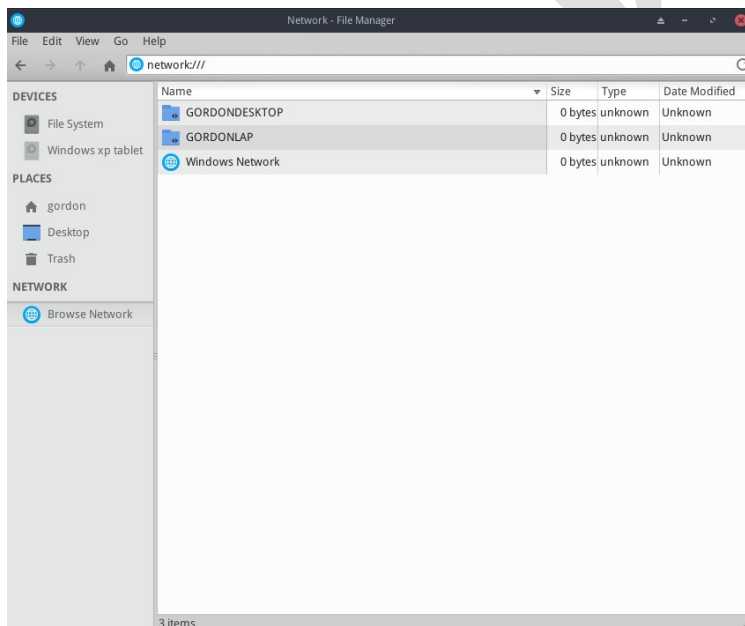 Network - File Manager
File Edit View Go Help
network:///
DEVICES
File System
Windows xp tablet
PLACES
gordon
Desktop
Trash
NETWORK
Browse Network
Name Size Type Date Modified
GORDONDESKTOP 0 bytes unknown Unknown
GORDONLAP 0 bytes unknown Unknown
Windows Network 0 bytes unknown Unknown
3 items